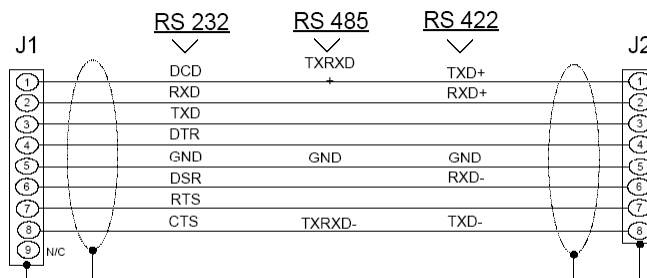 RS 232 RS 485 RS 422
J1 J2
DCD TXRXD+ TXD+
1 1
RXD RXD+
2 2
TXD
3 3
DTR
4 4
GND GND GND
5 5
DSR RXD-
6 6
RTS
7 7
CTS TXRXD- TXD-
8 8
9 N/C